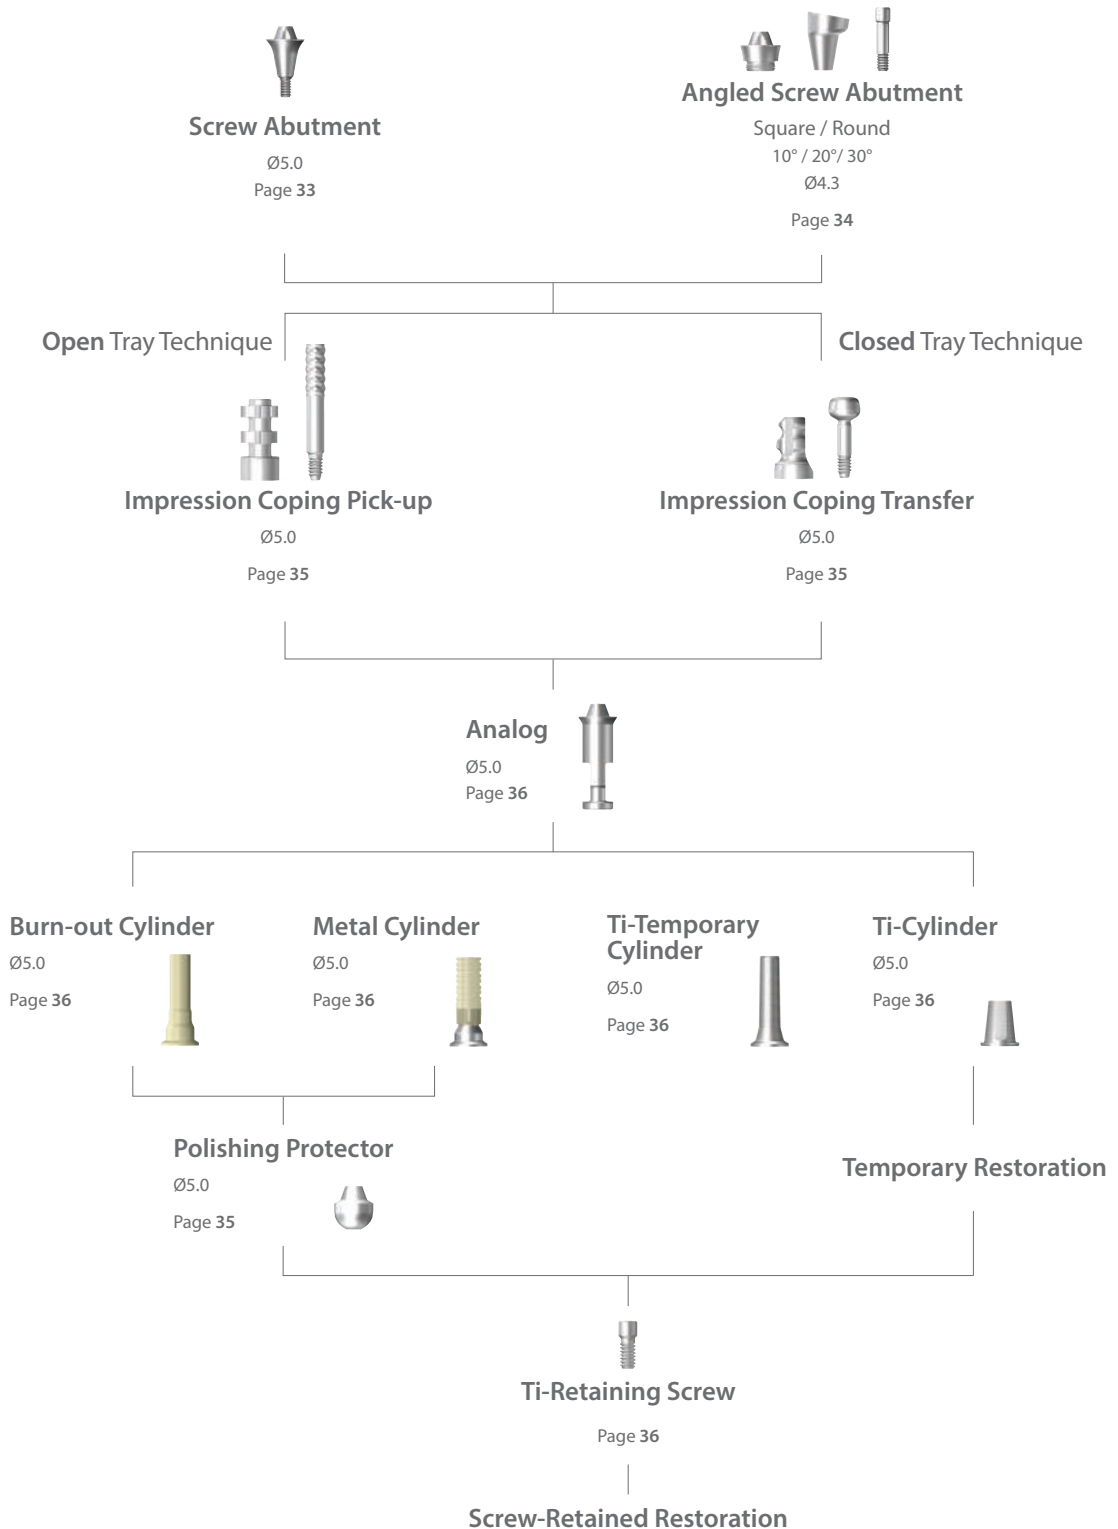 Screw Abutment
Ø5.0
Page 33
Angled Screw Abutment
Square / Round
10° / 20°/ 30°
Ø4.3
Page 34
Open Tray Technique
Closed Tray Technique
Impression Coping Pick-up
Ø5.0
Page 35
Impression Coping Transfer
Ø5.0
Page 35
Analog
Ø5.0
Page 36
Burn-out Cylinder
Ø5.0
Page 36
Metal Cylinder
Ø5.0
Page 36
Ti-Temporary
Cylinder
Ø5.0
Page 36
Ti-Cylinder
Ø5.0
Page 36
Polishing Protector
Ø5.0
Page 35
Temporary Restoration
Ti-Retaining Screw
Page 36
Screw-Retained Restoration